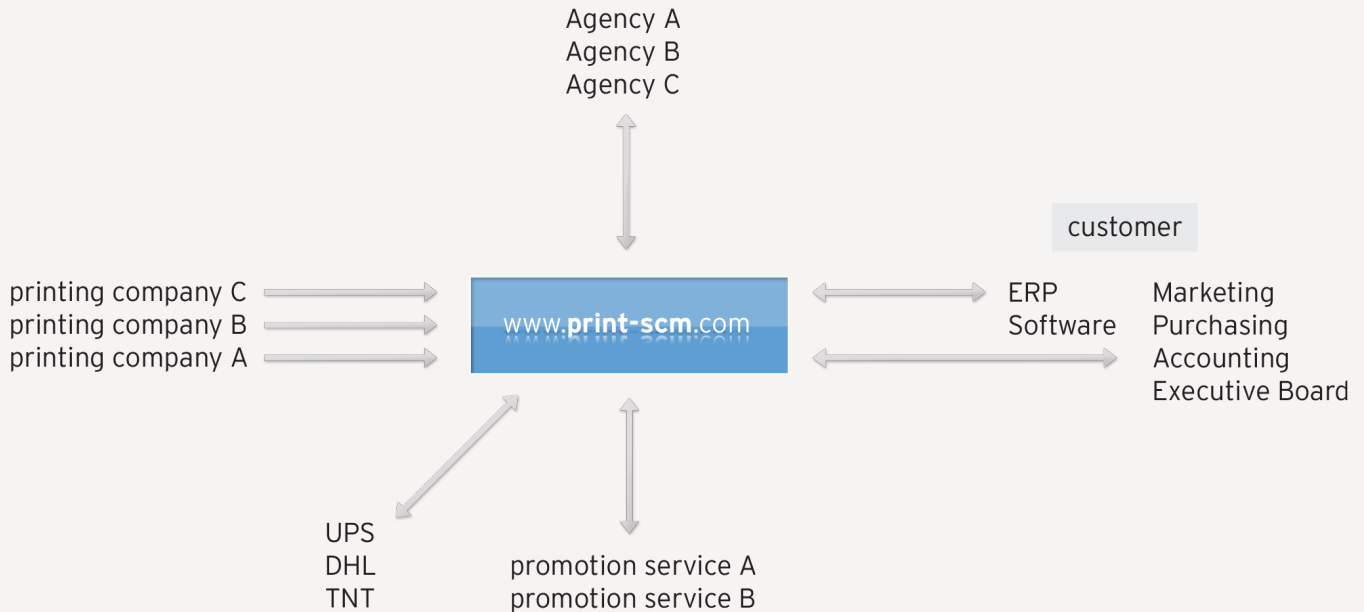 Agency A
Agency B
Agency C
customer
printing company C
printing company B
printing company A
www.print-scm.com
ERP
Software
Marketing
Purchasing
Accounting
Executive Board
UPS
DHL
TNT
promotion service A
promotion service B